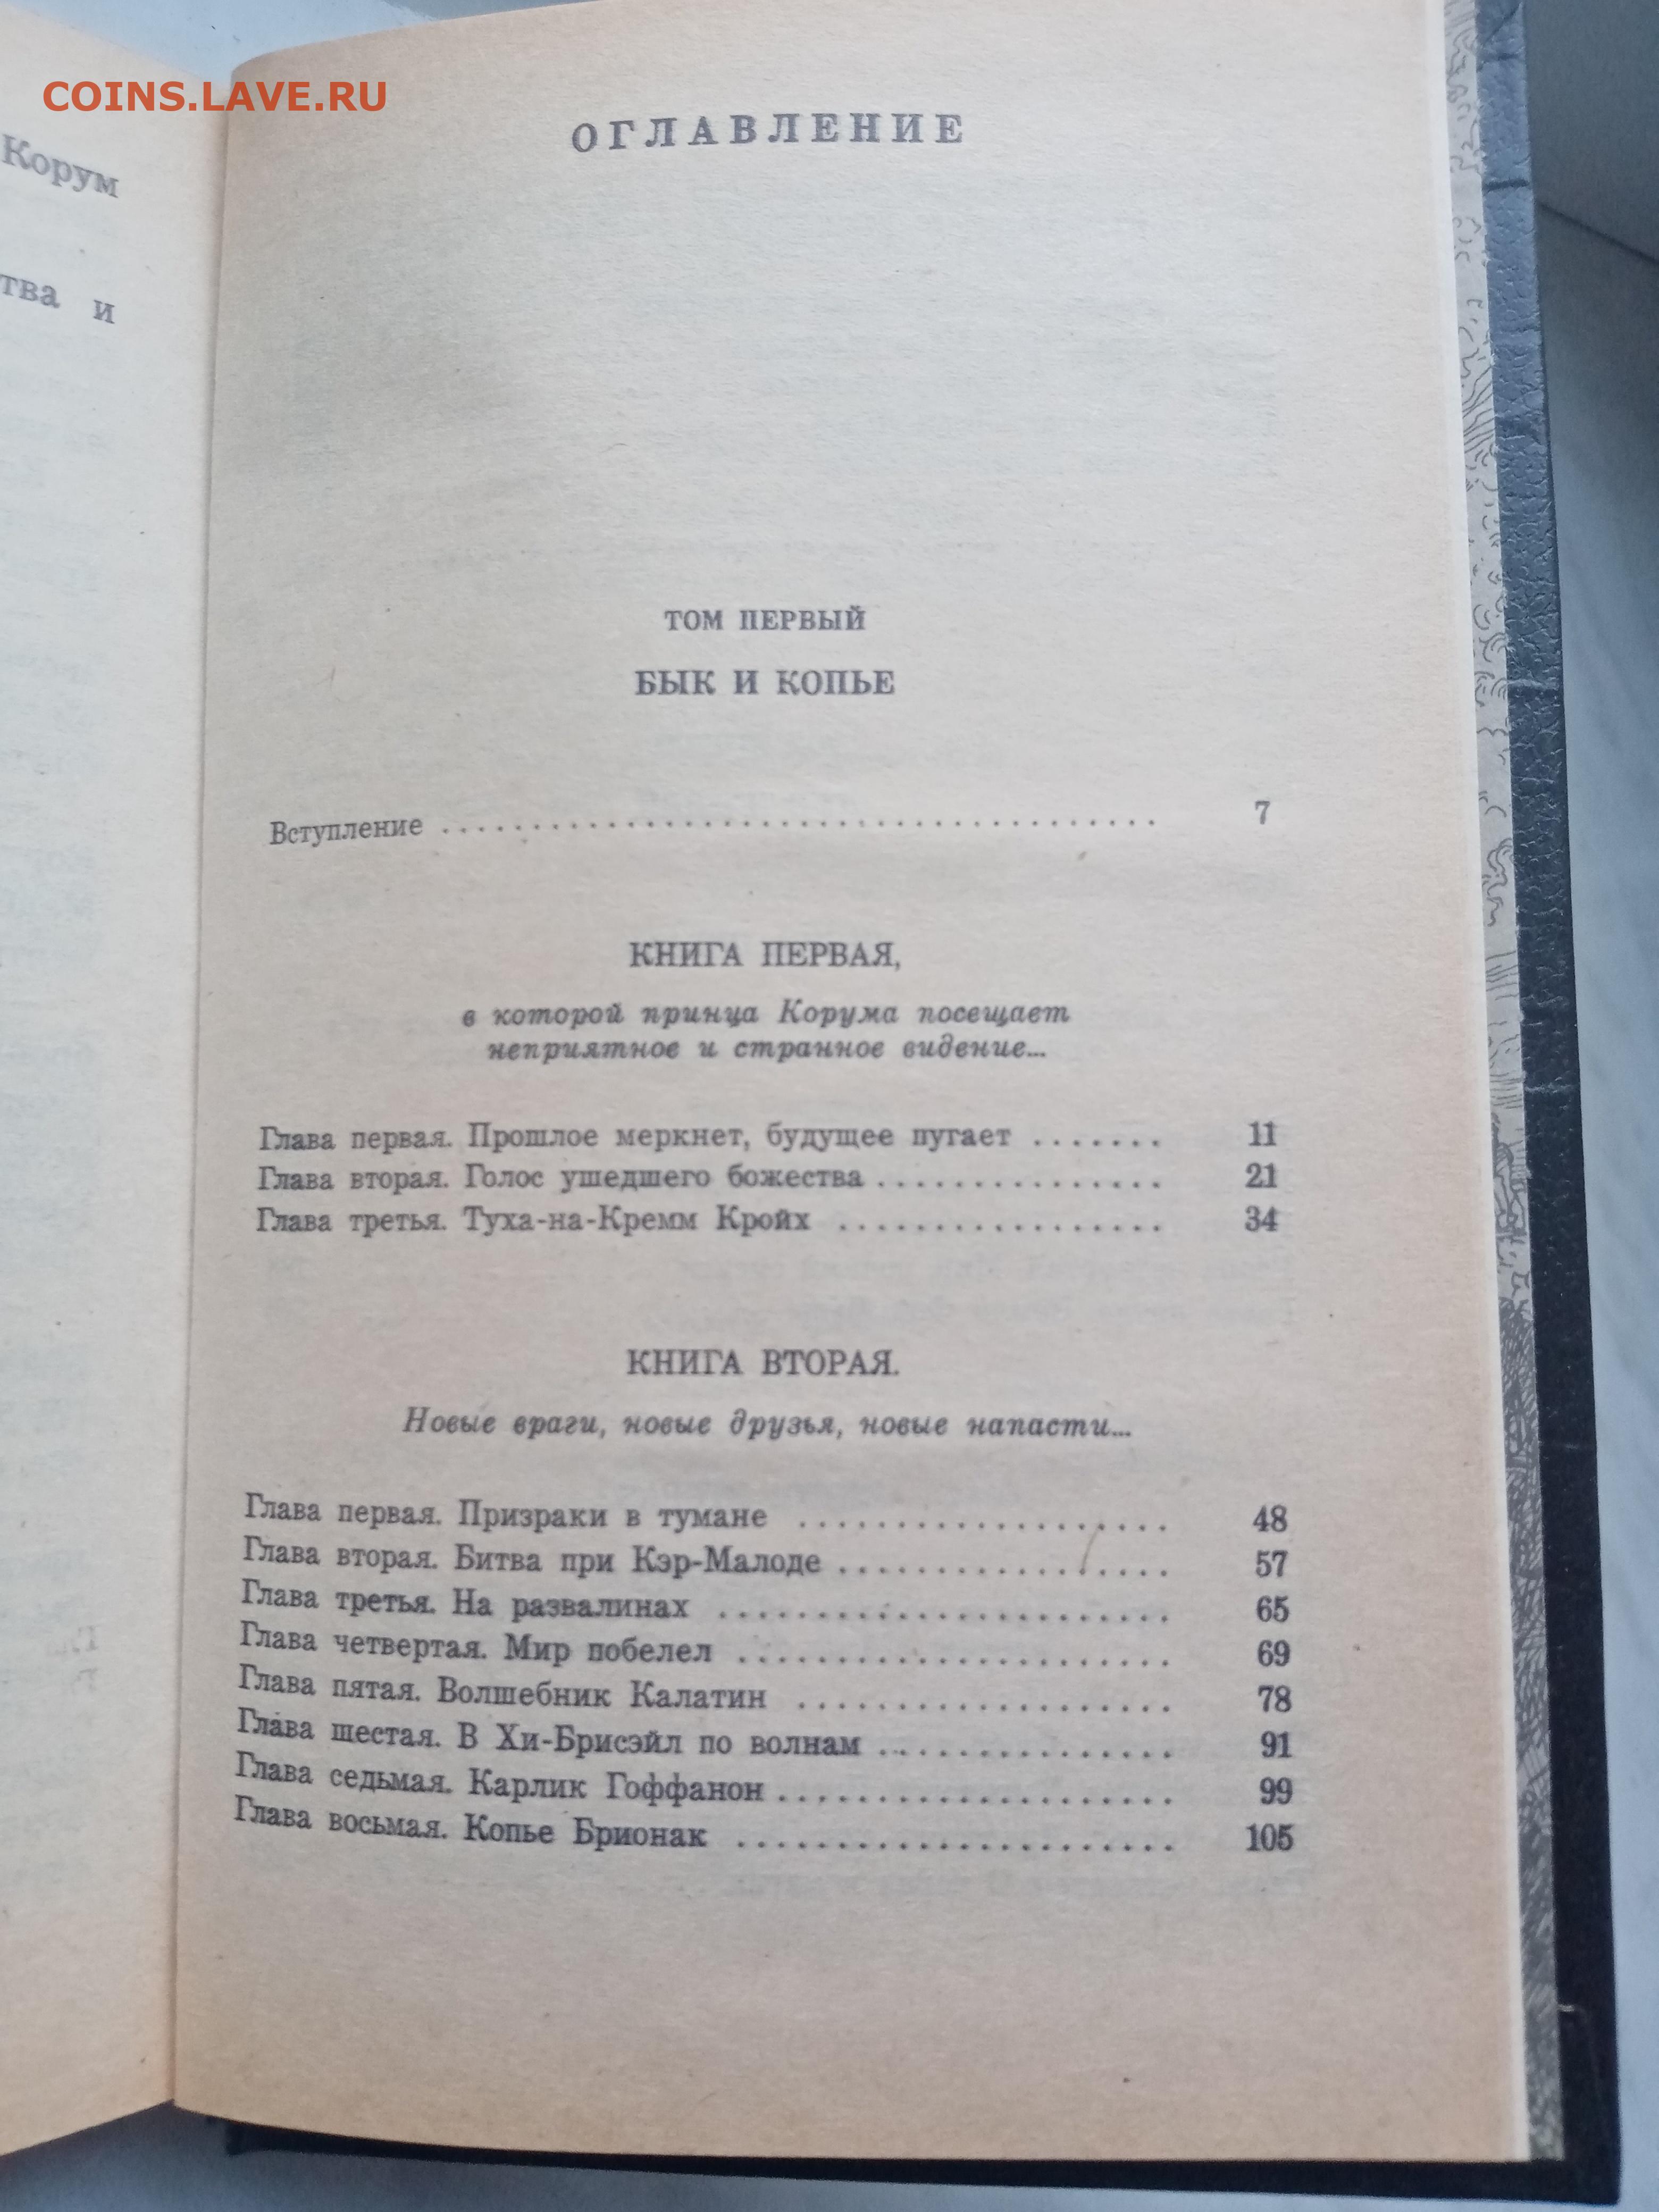 COINS.LAVE.RU
Корум
и
ОГЛАВЛЕНИЕ
ТОМ ПЕРВЫЙ
БЫК И КОПЬЕ
Вступление ........................................ 7
КНИГА ПЕРВАЯ,
в которой принца Корума посещает
неприятное и странное видение...
Глава первая. Прошлое меркнет, будущее пугает ....... 11
Глава вторая. Голос ушедшего божества ............... 21
Глава третья. Туха-на-Кремм Кройх ................. 34
КНИГА ВТОРАЯ.
Новые враги, новые друзья, новые напасти...
Глава первая. Призраки в тумане ................... 48
Глава вторая. Битва при Кэр-Малоде ................. 57
Глава третья. На развалинах ....................... 65
Глава четвертая. Мир побелел ...................... 69
Глава пятая. Волшебник Калатин ................... 78
Глава шестая. В Хи-Брисэйл по волнам ............... 91
Глава седьмая. Карлик Гоффанон .................... 99
Глава восьмая. Копье Брионак ...................... 105